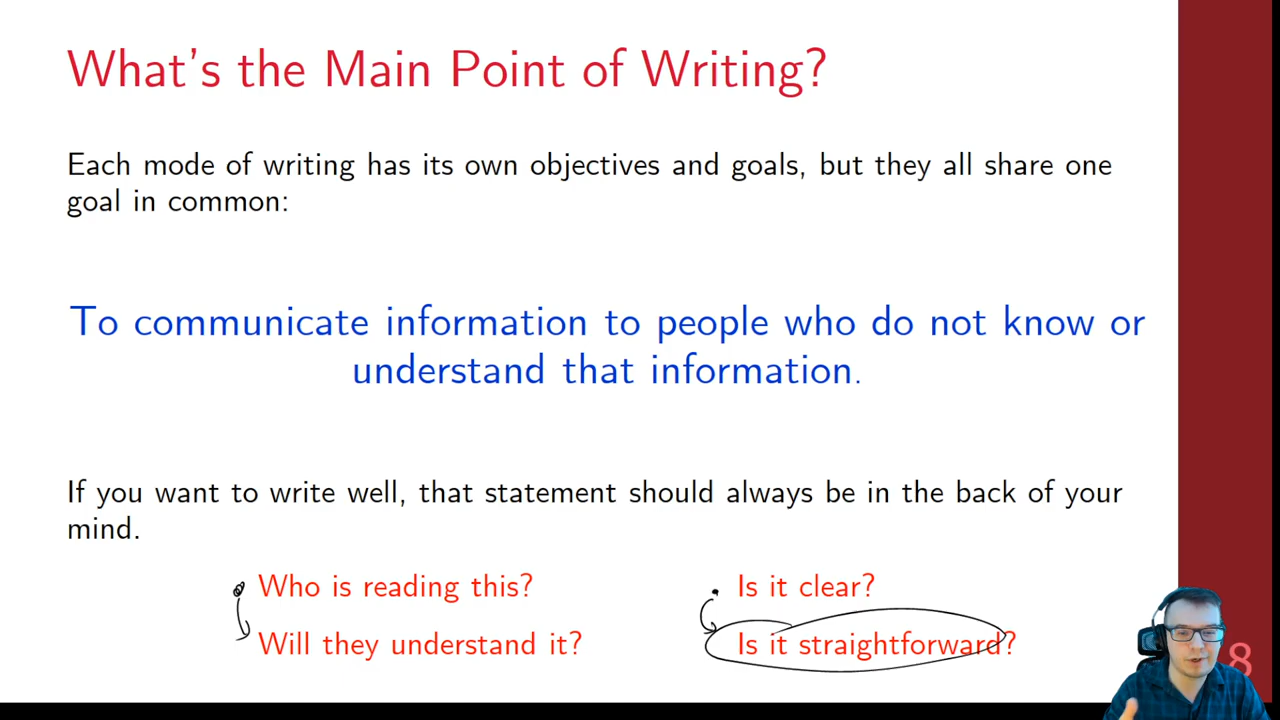 What's the Main Point of Writing?
Each mode of writing has its own objectives and goals, but they all share one
goal in common:
To communicate information to people who do not know or
understand that information.
If you want to write well, that statement should always be in the back of your
mind.
Who is reading this?
Is it clear?
Will they understand it?
Is it straightforward?
8